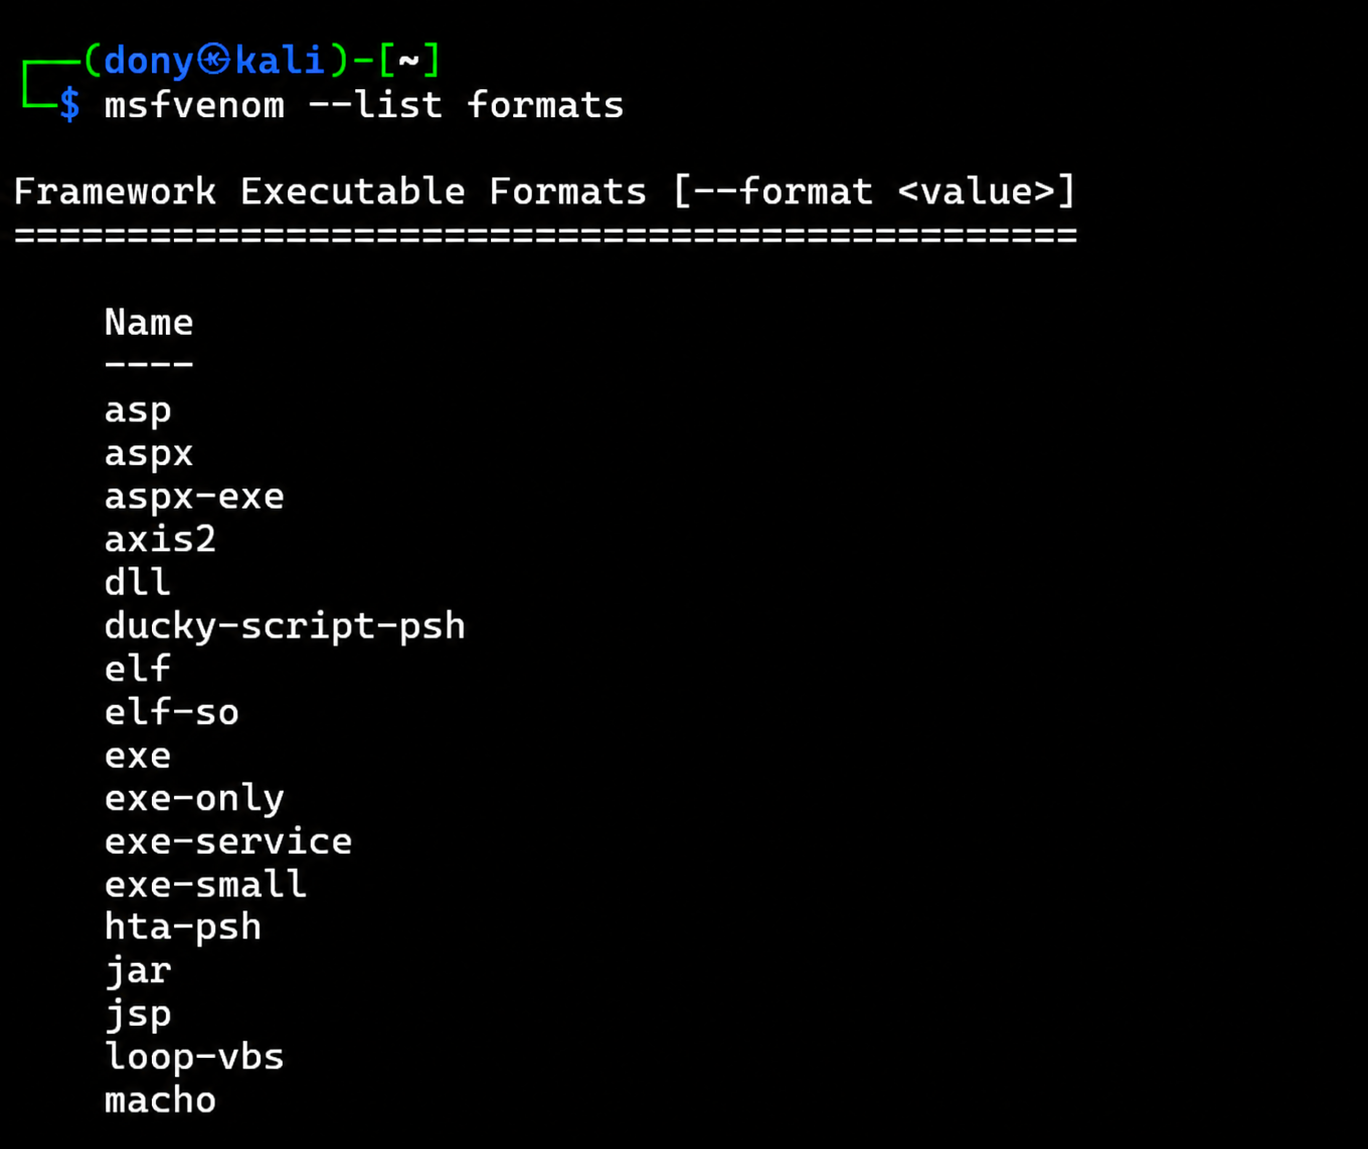 (dony㉿kali)-[~]
$ msfvenom --list formats
Framework Executable Formats [--format <value>]
===============================================
Name
----
asp
aspx
aspx-exe
axis2
dll
ducky-script-psh
elf
elf-so
exe
exe-only
exe-service
exe-small
hta-psh
jar
jsp
loop-vbs
macho